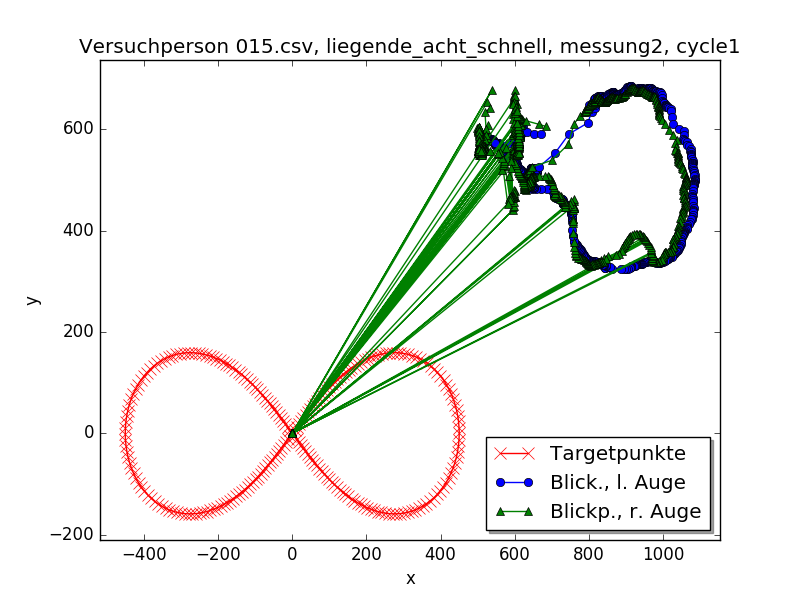 Versuchperson 015.csv, liegende_acht_schnell, messung2, cycle1
600
400
200
0
−200
y
−400
−200
0
200
400
600
800
1000
x
Targetpunkte
Blick., l. Auge
Blickp., r. Auge